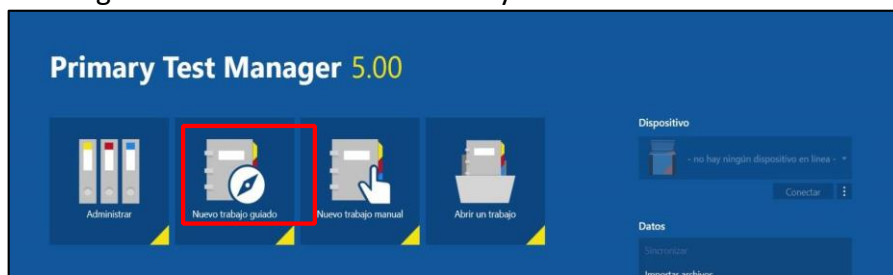 Primary Test Manager 5.00
Administrar
Nuevo trabajo guiado
Nuevo trabajo manual
Abrir un trabajo
Dispositivo
- no hay ningún dispositivo en línea -
Conectar
Datos
Sincronizar
Importar archivos